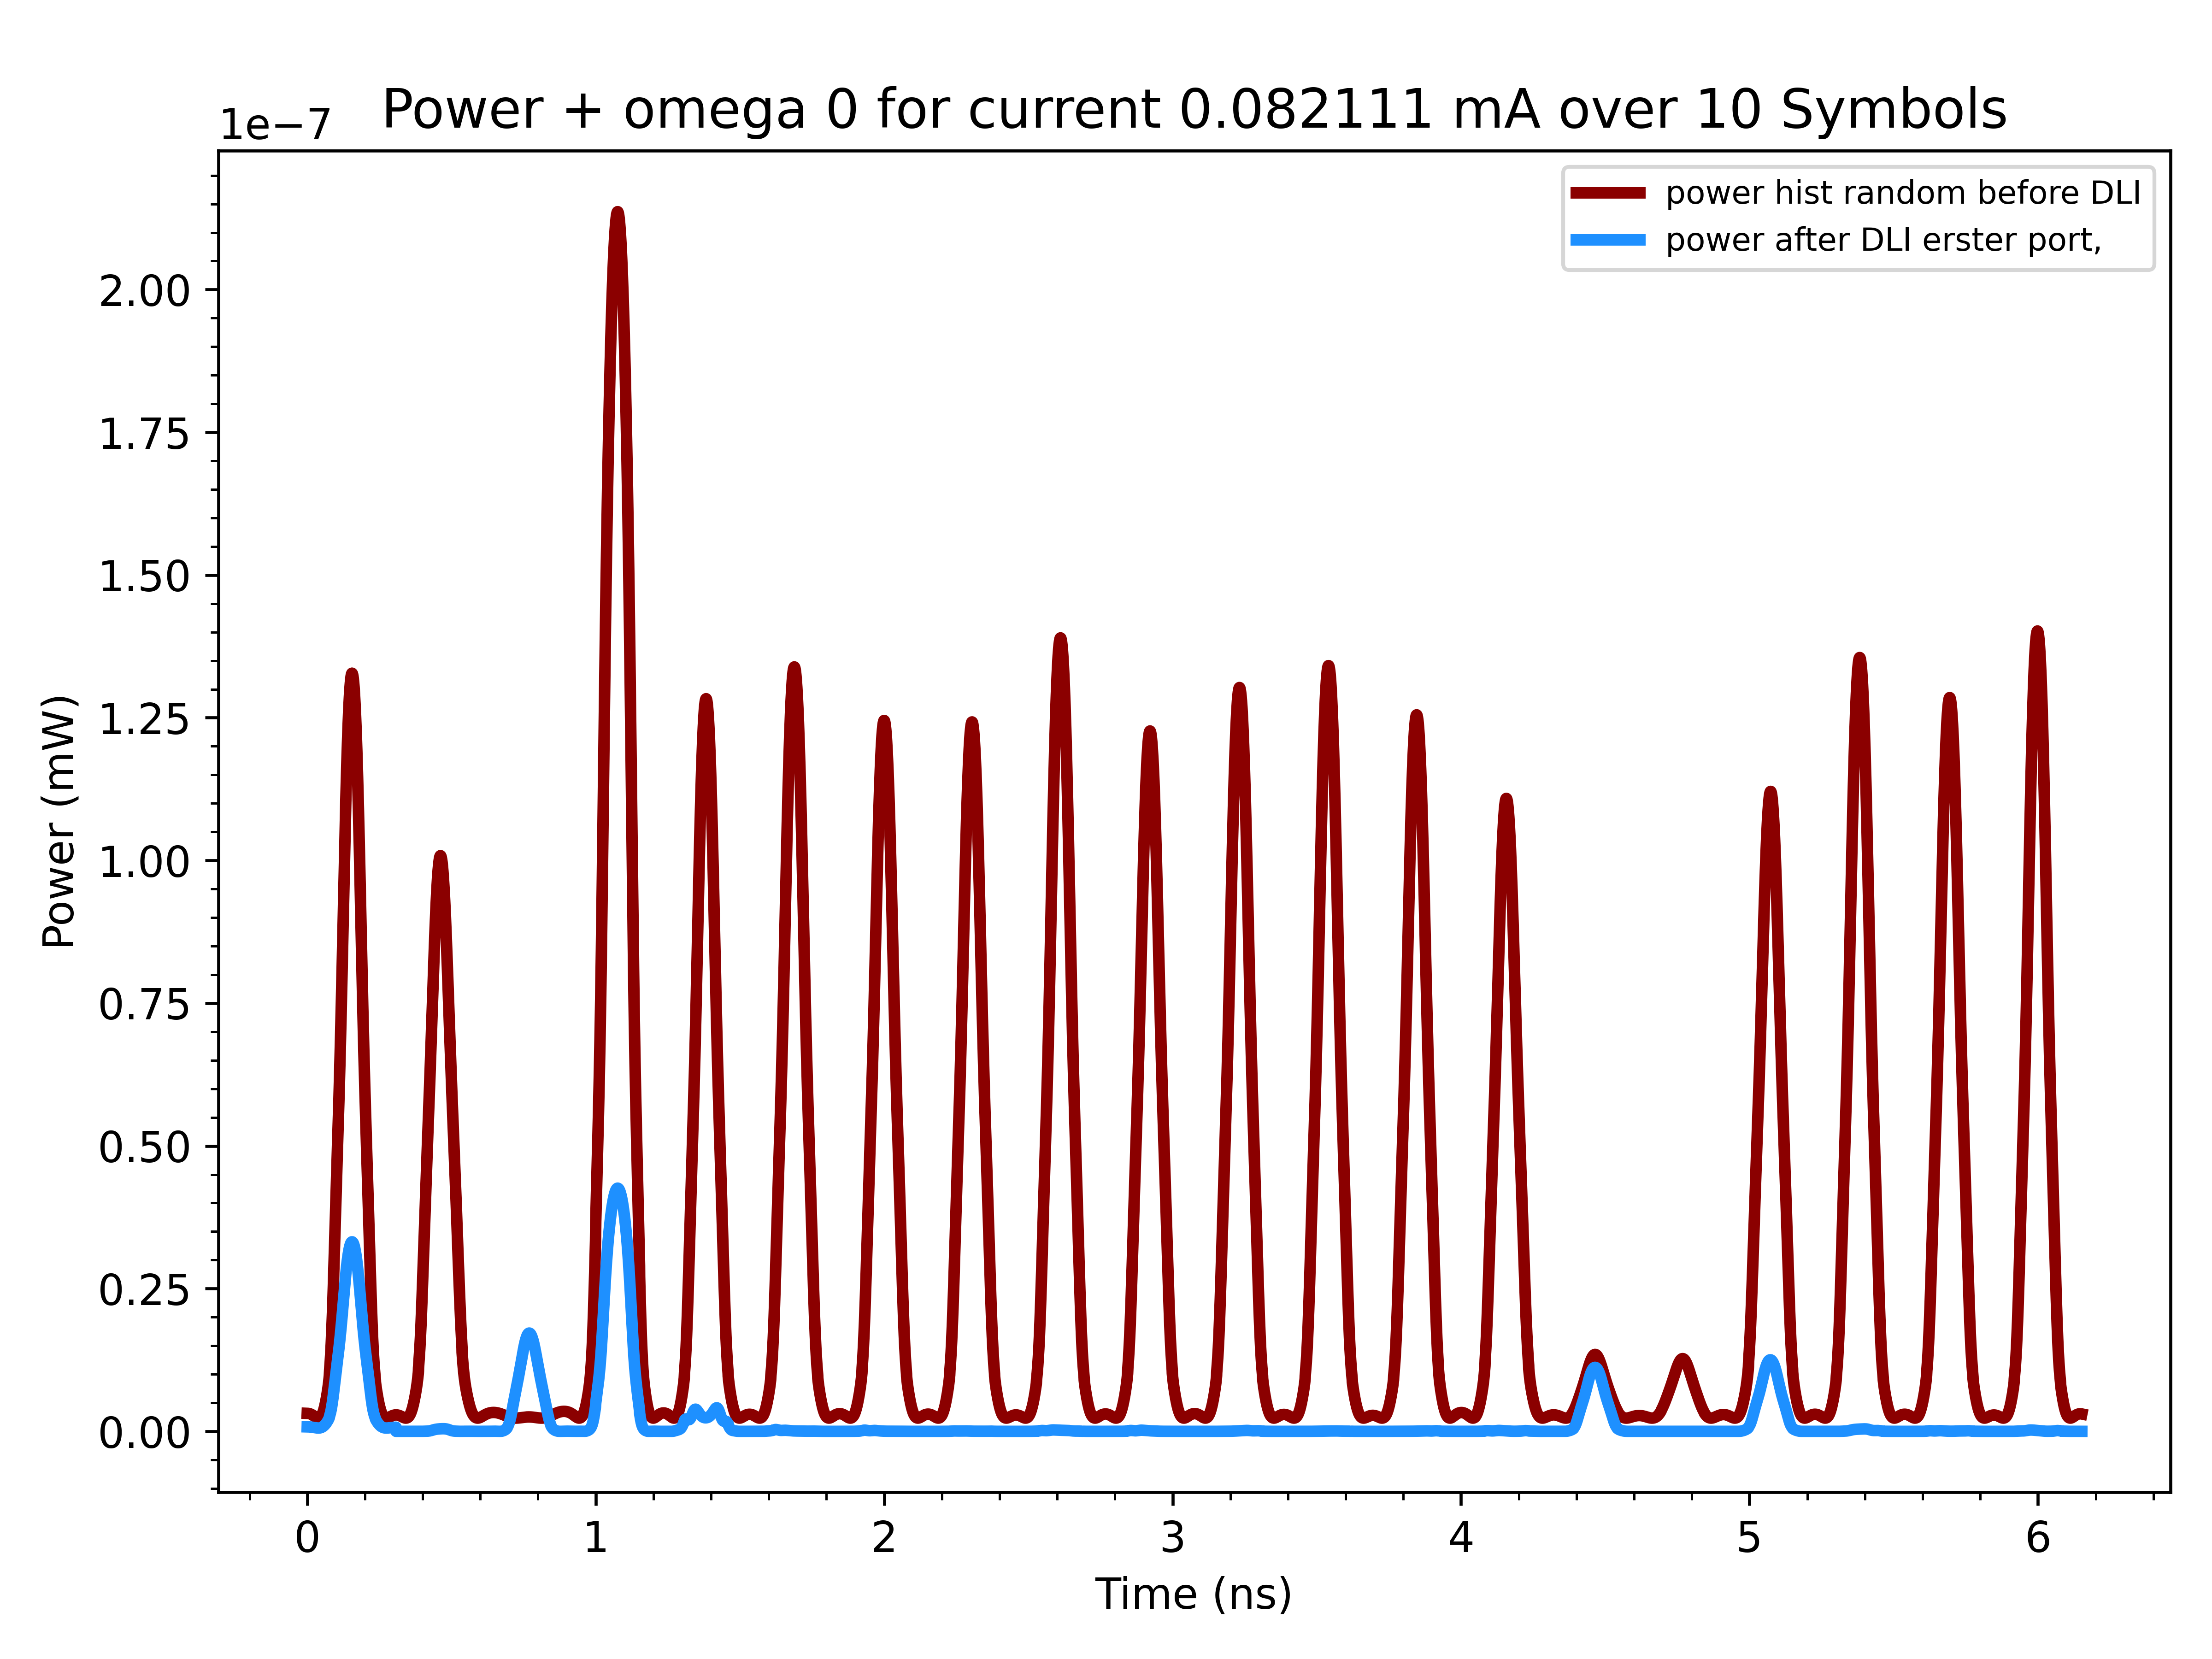 Power + omega 0 for current 0.082111 mA over 10 Symbols
1e−7
power hist random before DLI
power after DLI erster port,
2.00
1.75
1.50
1.25
1.00
0.75
0.50
0.25
0.00
Power (mW)
0 1 2 3 4 5 6
Time (ns)